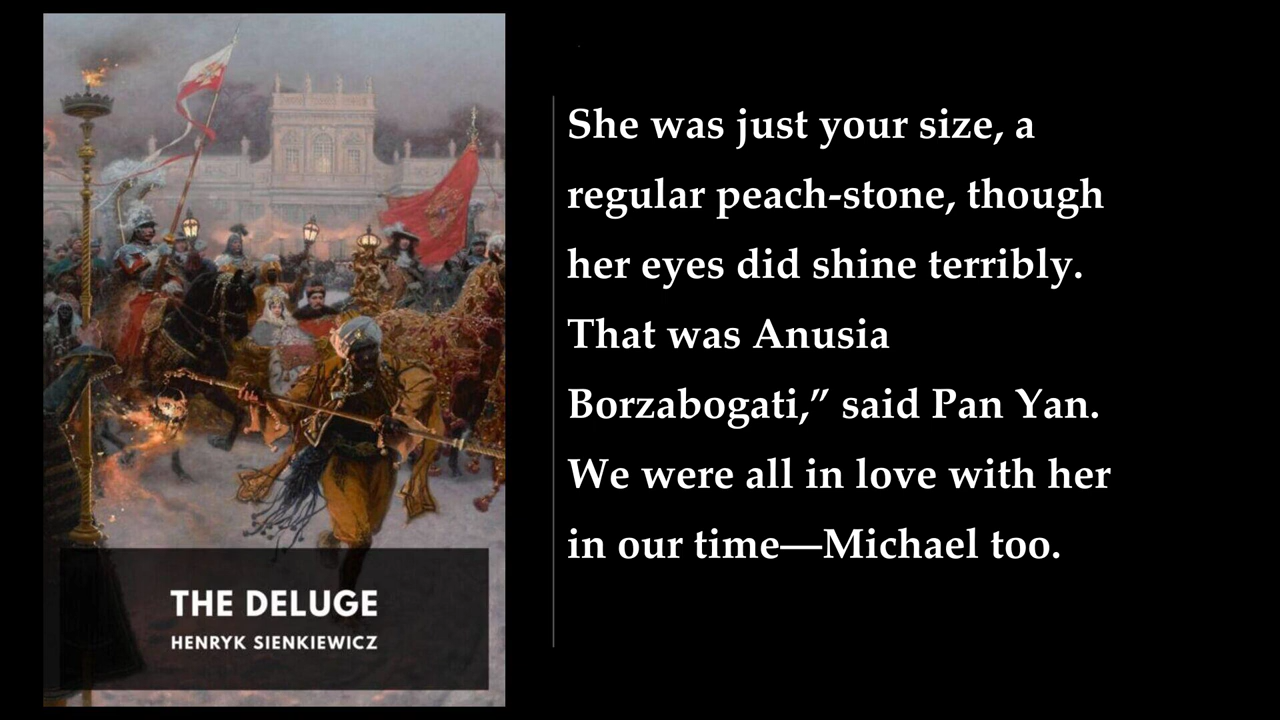 She was just your size, a
regular peach-stone, though
her eyes did shine terribly.
That was Anusia
Borzabogati,” said Pan Yan.
We were all in love with her
in our time—Michael too.
THE DELUGE
HENRYK SIENKIEWICZ